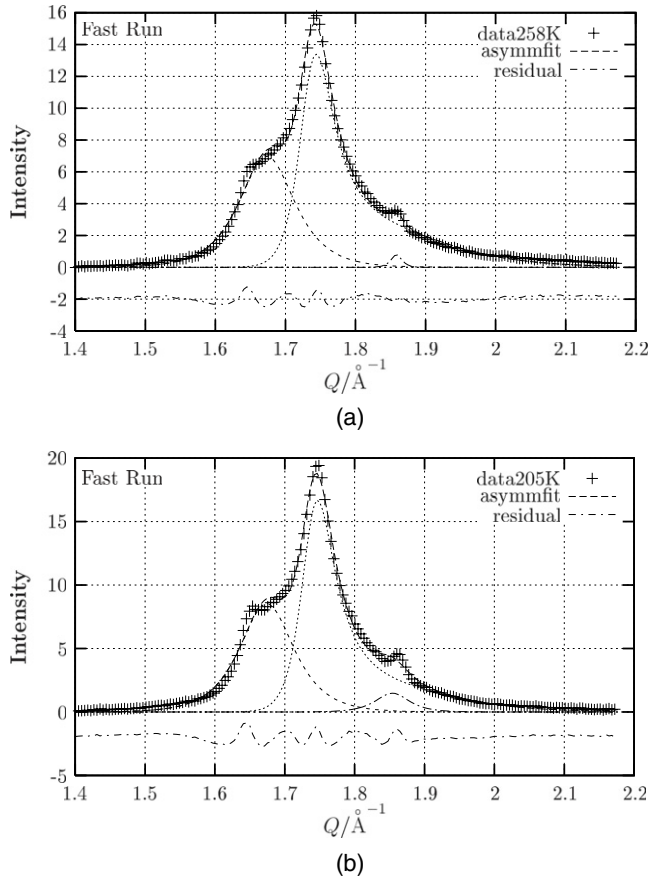 16
14
12
10
8
6
4
2
0
-2
-4
Intensity
Fast Run
data258K
asymmfit
residual
1.4 1.5 1.6 1.7 1.8 1.9 2 2.1 2.2
Q/Å⁻¹
(a)
20
15
10
5
0
-5
Intensity
Fast Run
data205K
asymmfit
residual
1.4 1.5 1.6 1.7 1.8 1.9 2 2.1 2.2
Q/Å⁻¹
(b)